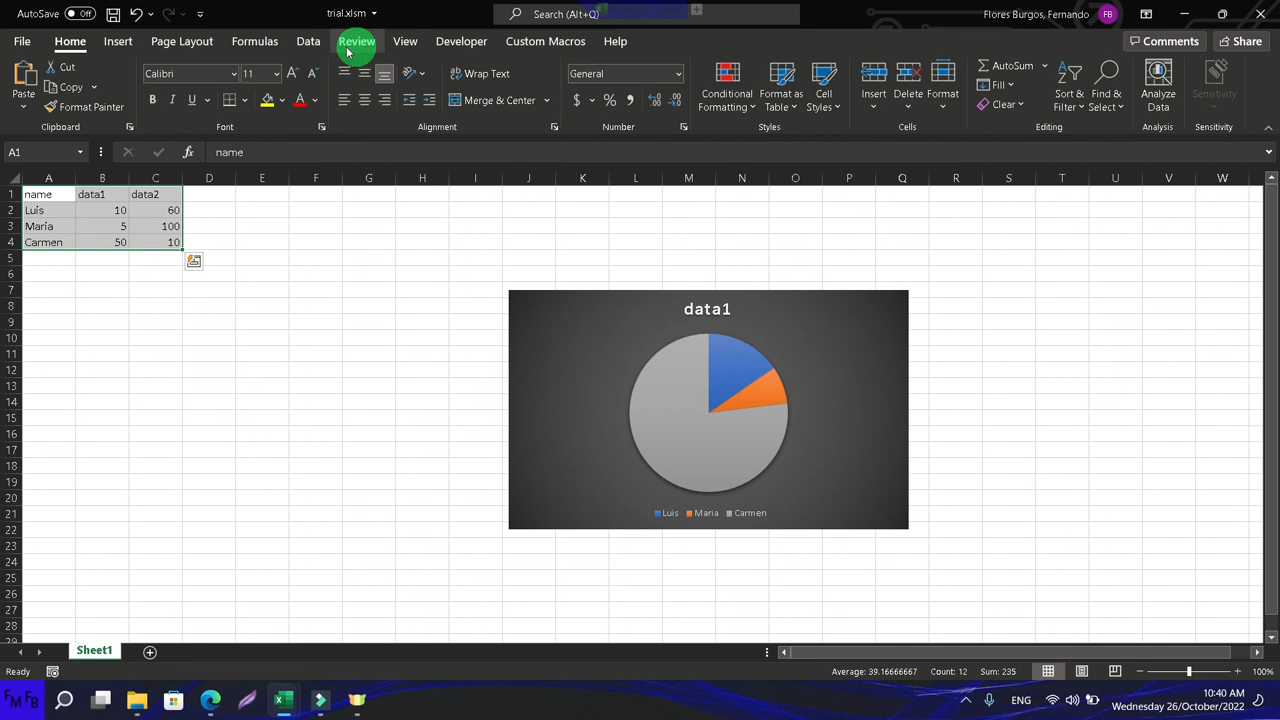 AutoSave Off trial.xlsm Search (Alt+Q) Flores Burgos, Fernando FB
File Home Insert Page Layout Formulas Data Review View Developer Custom Macros Help Comments Share
Paste Cut Copy Format Painter Clipboard
Calibri 11 B I U A Font
Wrap Text Merge & Center Alignment
General $ % Number
Conditional Formatting Format as Table Cell Styles Styles
Insert Delete Format Cells
AutoSum Fill Clear Sort & Filter Find & Select Editing
Analyze Data Analysis
Sensitivity Sensitivity
A1 fx name
A B C D E F G H I J K L M N O P Q R S T U V W
1 name data1 data2
2 Luis 10 60
3 Maria 5 100
4 Carmen 50 10
5
6
7
8
9
10
11
12
13
14
15
16
17
18
19
20
21
22
23
24
25
26
27
28
29
data1
Luis Maria Carmen
Sheet1
Ready Average: 39.16666667 Count: 12 Sum: 235 100%
FMFB ENG 10:40 AM
Wednesday 26/October/2022